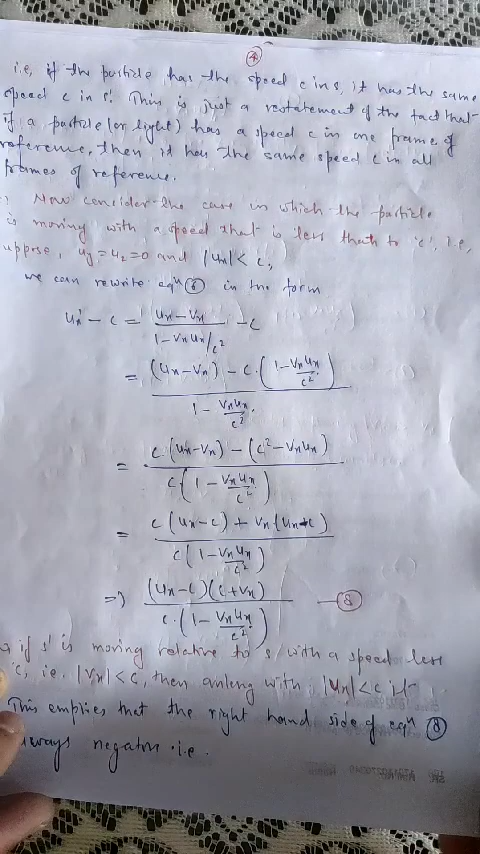 ④
i.e, if the particle has the speed c in s, it has the same
speed c in s'. This is just a restatement of the fact that
if a particle (or light) has a speed c in one frame of
reference, then it has the same speed c in all
frames of reference.
Now consider the case in which the particle
is moving with a speed that is less that to 'c', i.e,
uppose, uy = uz = 0 and |ux| < c,
we can rewrite eqn ⑥ in the form
ux' - c = (ux - vx) / (1 - vx ux/c²) - c
= ((ux - vx) - c · (1 - vx ux/c²)) / (1 - vx ux/c²)
= (c · (ux - vx) - (c² - vx ux)) / (c (1 - vx ux/c²))
= (c (ux - c) + vx (ux - c)) / (c (1 - vx ux/c²))
=> ((ux - c) (c + vx)) / (c · (1 - vx ux/c²)) — ⑧
if s' is moving relative to s with a speed less
'c', i.e. |vx| < c, then anlong with |ux| < c
This emplies that the right hand side of eqn ⑧
always negative. i.e.